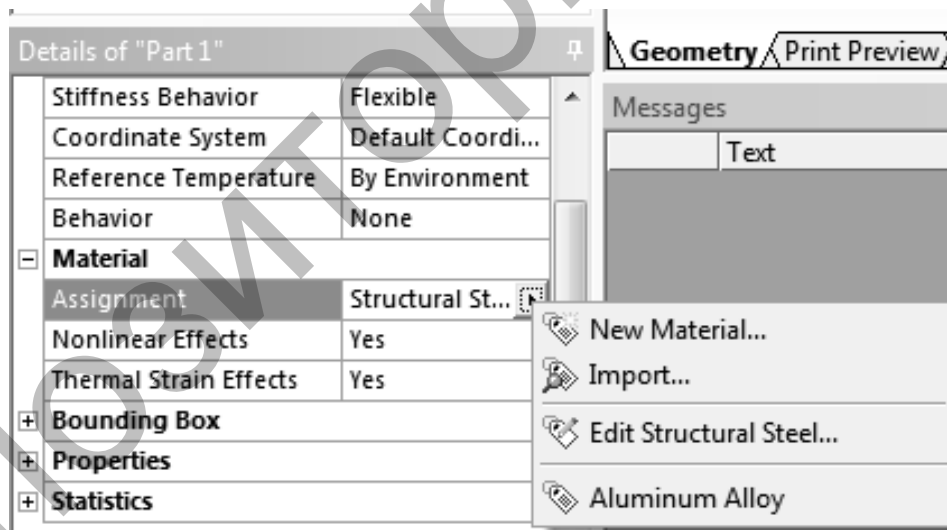 Details of "Part 1"
Stiffness Behavior Flexible
Coordinate System Default Coordi...
Reference Temperature By Environment
Behavior None
Material
Assignment Structural St...
Nonlinear Effects Yes
Thermal Strain Effects Yes
Bounding Box
Properties
Statistics
Geometry Print Preview
Messages
Text
New Material...
Import...
Edit Structural Steel...
Aluminum Alloy